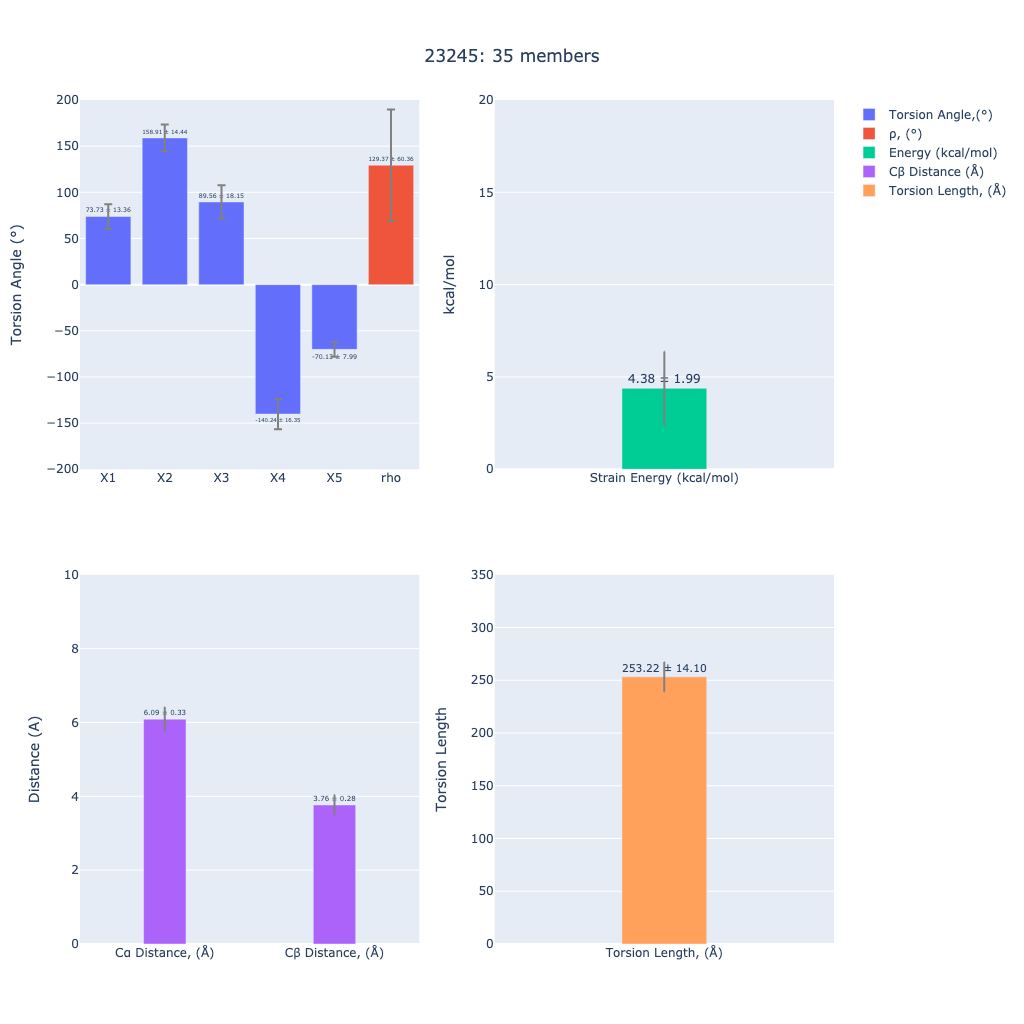 23245: 35 members
200
150
100
50
0
−50
−100
−150
−200
Torsion Angle (°)
73.73 ± 13.36
158.91 ± 14.44
89.56 ± 18.15
-140.24 ± 16.35
-70.13 ± 7.99
129.37 ± 60.36
X1 X2 X3 X4 X5 rho
20
15
10
5
0
kcal/mol
4.38 ± 1.99
Strain Energy (kcal/mol)
Torsion Angle,(°)
ρ, (°)
Energy (kcal/mol)
Cβ Distance (Å)
Torsion Length, (Å)
10
8
6
4
2
0
Distance (A)
6.09 ± 0.33
3.76 ± 0.28
Cα Distance, (Å) Cβ Distance, (Å)
350
300
250
200
150
100
50
0
Torsion Length
253.22 ± 14.10
Torsion Length, (Å)